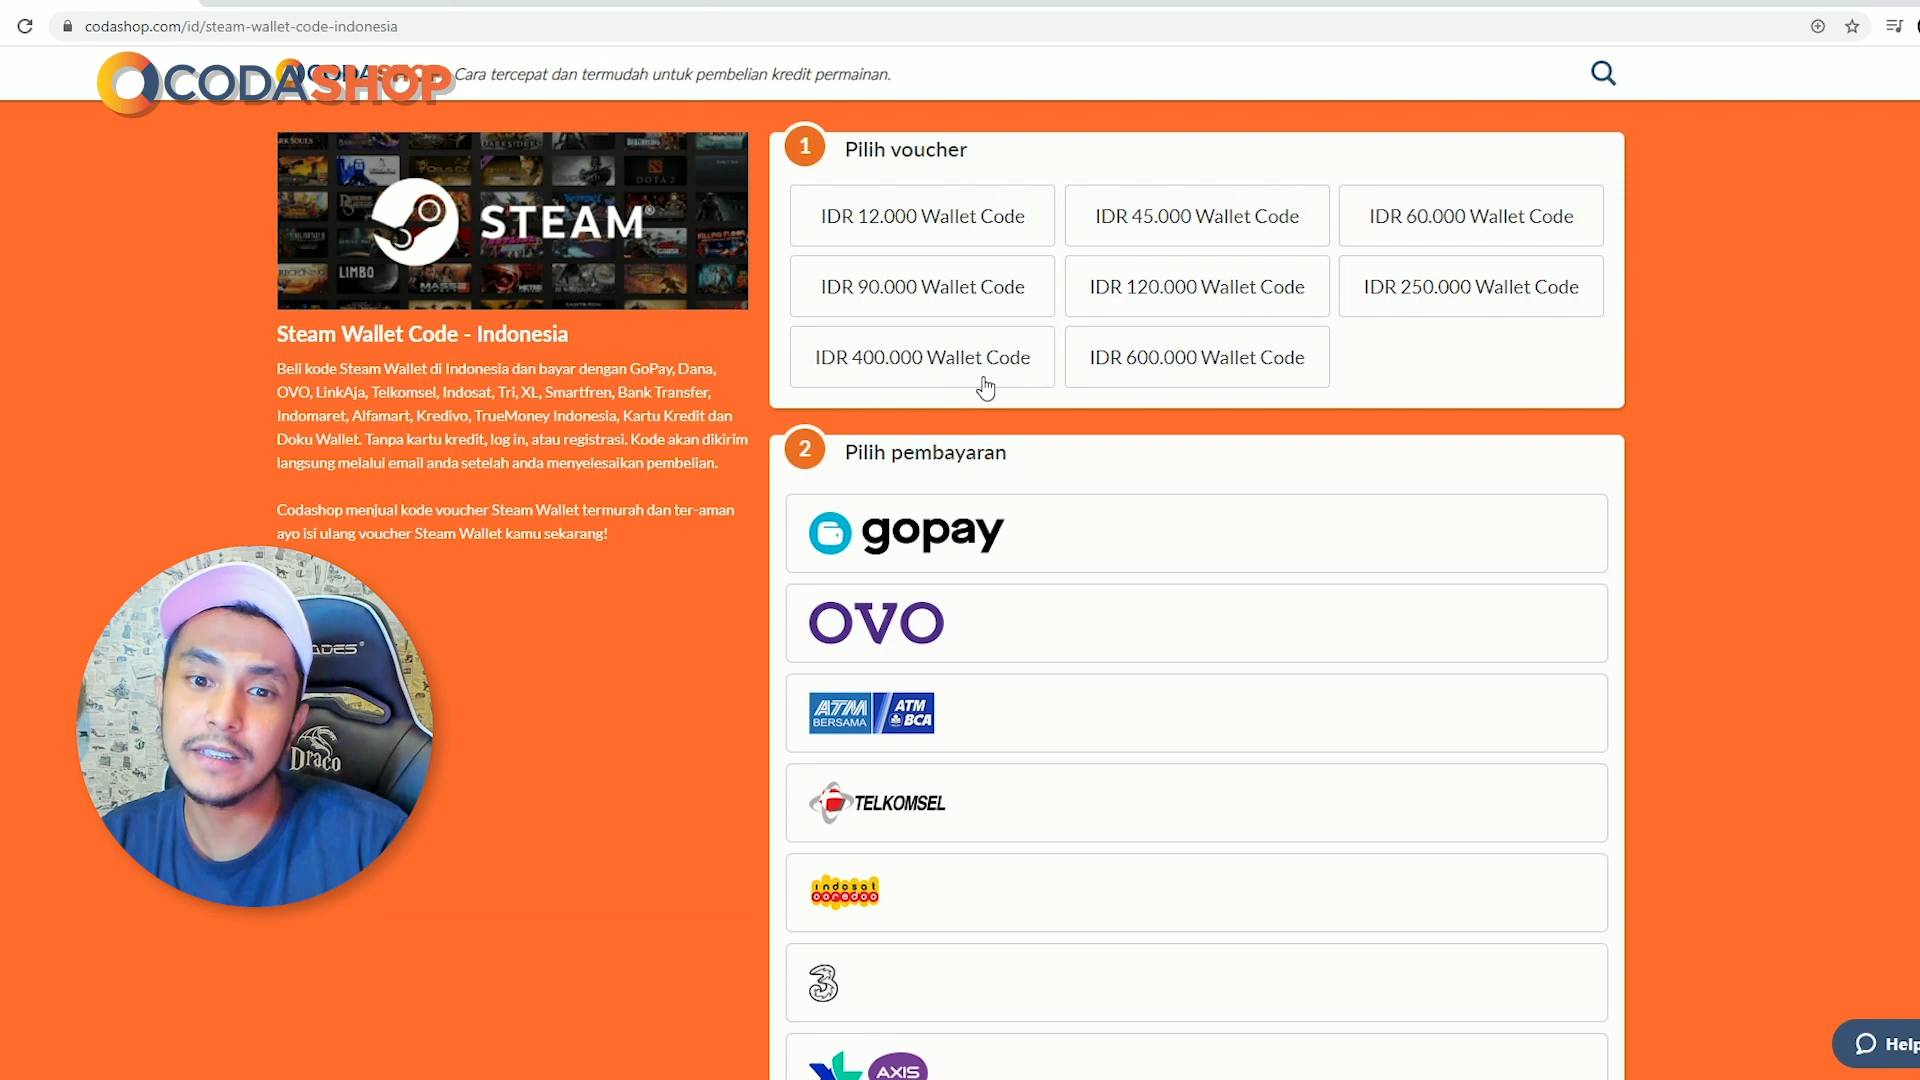 codashop.com/id/steam-wallet-code-indonesia
CODASHOP
Cara tercepat dan termudah untuk pembelian kredit permainan.
DARKSIDERS
DOTA 2
LIMBO
MASS
KILLING FLOOR
STEAM®
Steam Wallet Code - Indonesia
Beli kode Steam Wallet di Indonesia dan bayar dengan GoPay, Dana,
OVO, LinkAja, Telkomsel, Indosat, Tri, XL, Smartfren, Bank Transfer,
Indomaret, Alfamart, Kredivo, TrueMoney Indonesia, Kartu Kredit dan
Doku Wallet. Tanpa kartu kredit, log in, atau registrasi. Kode akan dikirim
langsung melalui email anda setelah anda menyelesaikan pembelian.
Codashop menjual kode voucher Steam Wallet termurah dan ter-aman
ayo isi ulang voucher Steam Wallet kamu sekarang!
Draco
1 Pilih voucher
IDR 12.000 Wallet Code
IDR 45.000 Wallet Code
IDR 60.000 Wallet Code
IDR 90.000 Wallet Code
IDR 120.000 Wallet Code
IDR 250.000 Wallet Code
IDR 400.000 Wallet Code
IDR 600.000 Wallet Code
2 Pilih pembayaran
gopay
OVO
ATM BERSAMA
ATM BCA
TELKOMSEL
indosat
ooredoo
3
XL AXIS
Help